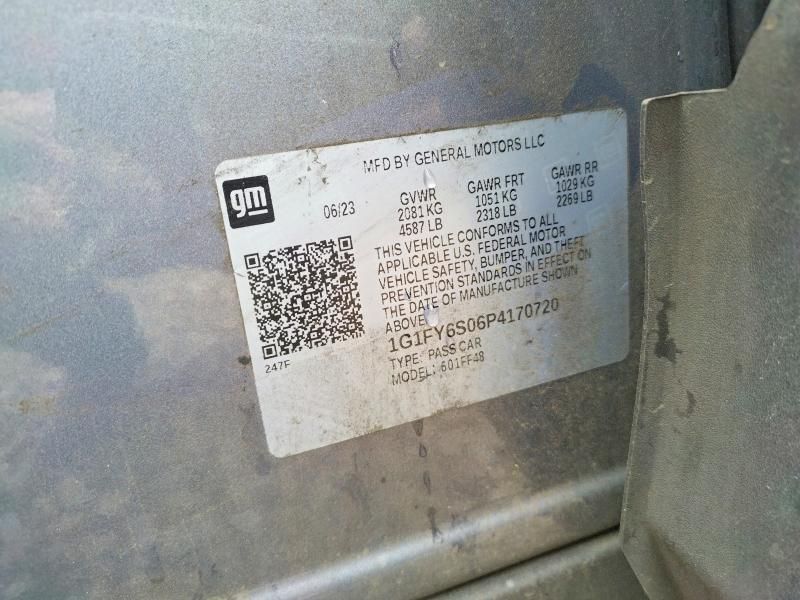 MFD BY GENERAL MOTORS LLC
gm
06/23
GVWR GAWR FRT GAWR RR
2081 KG 1051 KG 1029 KG
4587 LB 2318 LB 2269 LB
THIS VEHICLE CONFORMS TO ALL
APPLICABLE U.S. FEDERAL MOTOR
VEHICLE SAFETY, BUMPER, AND THEFT
PREVENTION STANDARDS IN EFFECT ON
THE DATE OF MANUFACTURE SHOWN
ABOVE.
1G1FY6S06P4170720
TYPE: PASS CAR
MODEL: 601FF48
247F